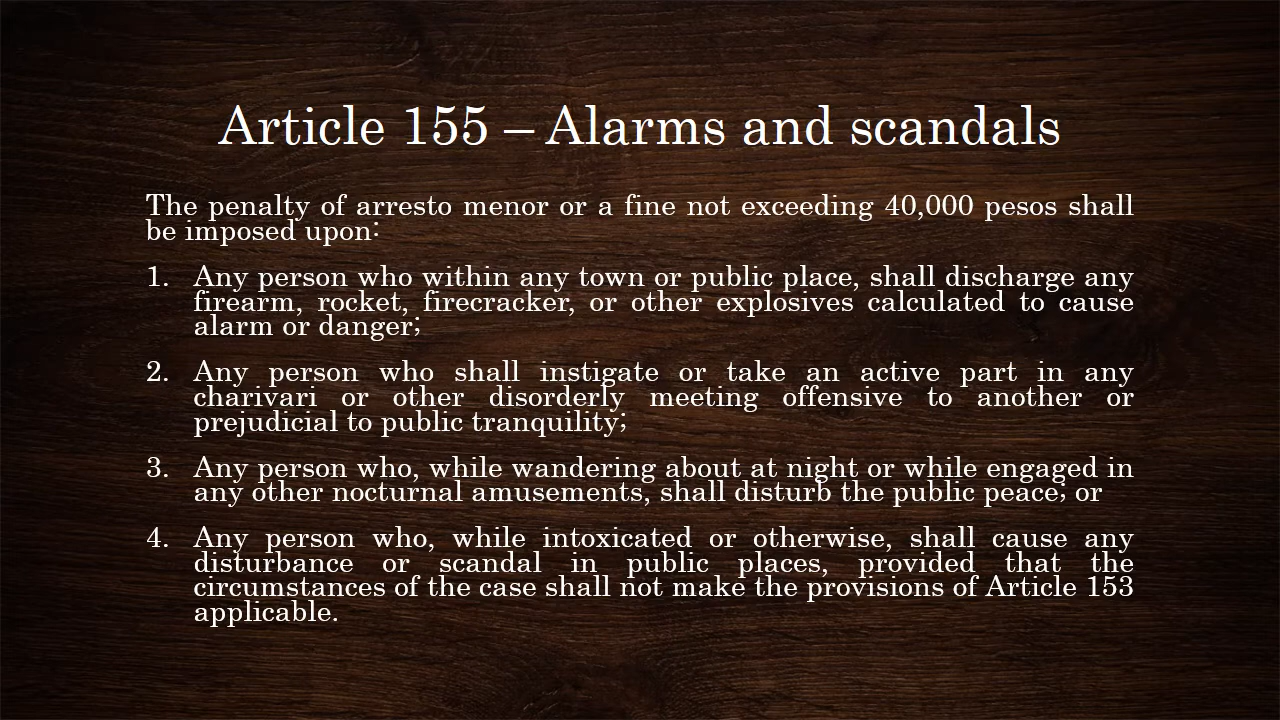 Article 155 – Alarms and scandals
The penalty of arresto menor or a fine not exceeding 40,000 pesos shall
be imposed upon:
1. Any person who within any town or public place, shall discharge any
firearm, rocket, firecracker, or other explosives calculated to cause
alarm or danger;
2. Any person who shall instigate or take an active part in any
charivari or other disorderly meeting offensive to another or
prejudicial to public tranquility;
3. Any person who, while wandering about at night or while engaged in
any other nocturnal amusements, shall disturb the public peace; or
4. Any person who, while intoxicated or otherwise, shall cause any
disturbance or scandal in public places, provided that the
circumstances of the case shall not make the provisions of Article 153
applicable.